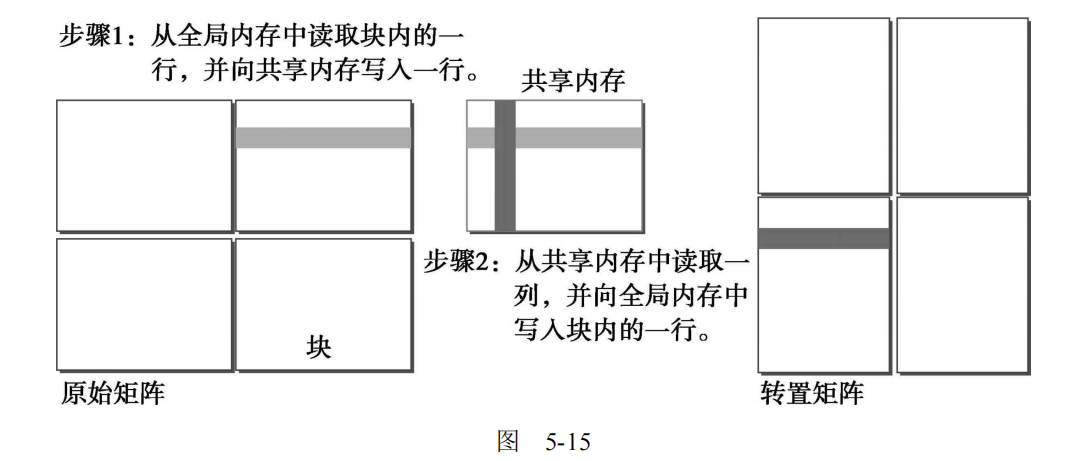 步骤1：从全局内存中读取块内的一
行，并向共享内存写入一行。
共享内存
步骤2：从共享内存中读取一
列，并向全局内存中
写入块内的一行。
块
原始矩阵
转置矩阵
图 5-15